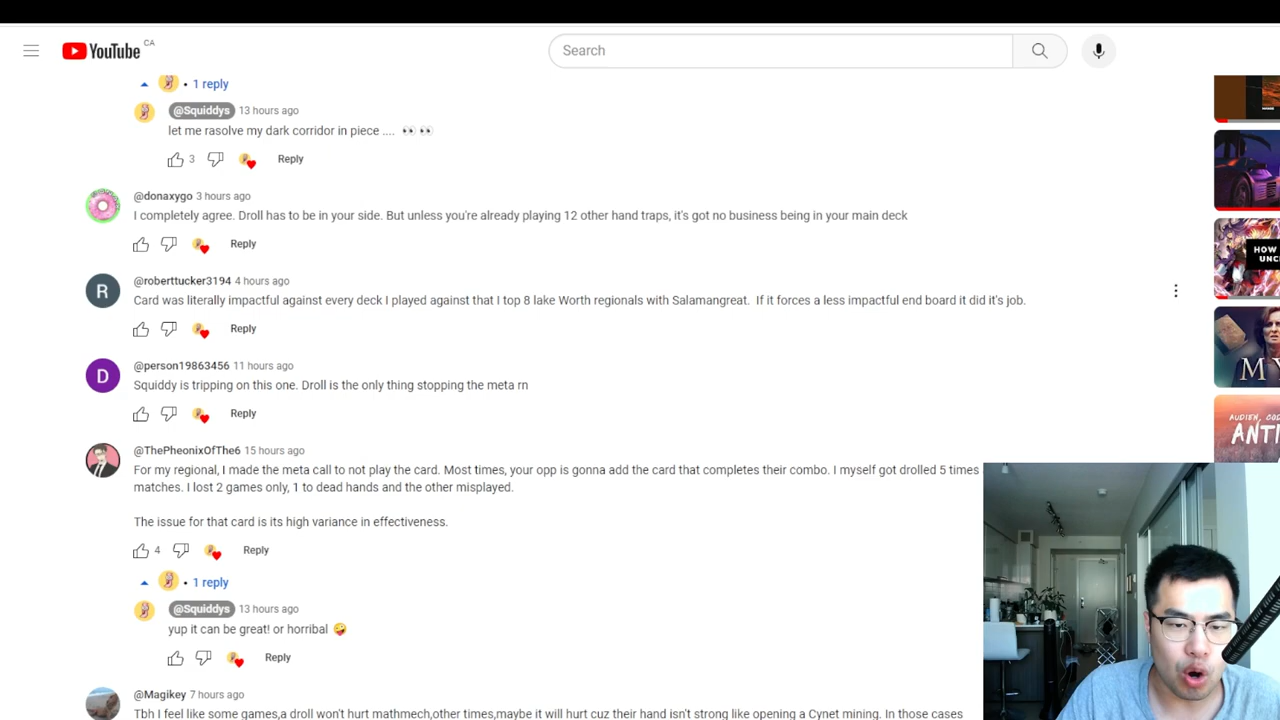 YouTube CA
Search
1 reply
@Squiddys 13 hours ago
let me rasolve my dark corridor in piece .... 👀 👀
3 Reply
@donaxygo 3 hours ago
I completely agree. Droll has to be in your side. But unless you're already playing 12 other hand traps, it's got no business being in your main deck
Reply
R
@roberttucker3194 4 hours ago
Card was literally impactful against every deck I played against that I top 8 lake Worth regionals with Salamangreat. If it forces a less impactful end board it did it's job.
Reply
D
@person19863456 11 hours ago
Squiddy is tripping on this one. Droll is the only thing stopping the meta rn
Reply
@ThePheonixOfThe6 15 hours ago
For my regional, I made the meta call to not play the card. Most times, your opp is gonna add the card that completes their combo. I myself got drolled 5 times
matches. I lost 2 games only, 1 to dead hands and the other misplayed.
The issue for that card is its high variance in effectiveness.
4 Reply
1 reply
@Squiddys 13 hours ago
yup it can be great! or horribal 🤪
Reply
@Magikey 7 hours ago
Tbh I feel like some games,a droll won't hurt mathmech,other times,maybe it will hurt cuz their hand isn't strong like opening a Cynet mining. In those cases
HOW
UNC
MY
AUDIEN, COD
ANTI